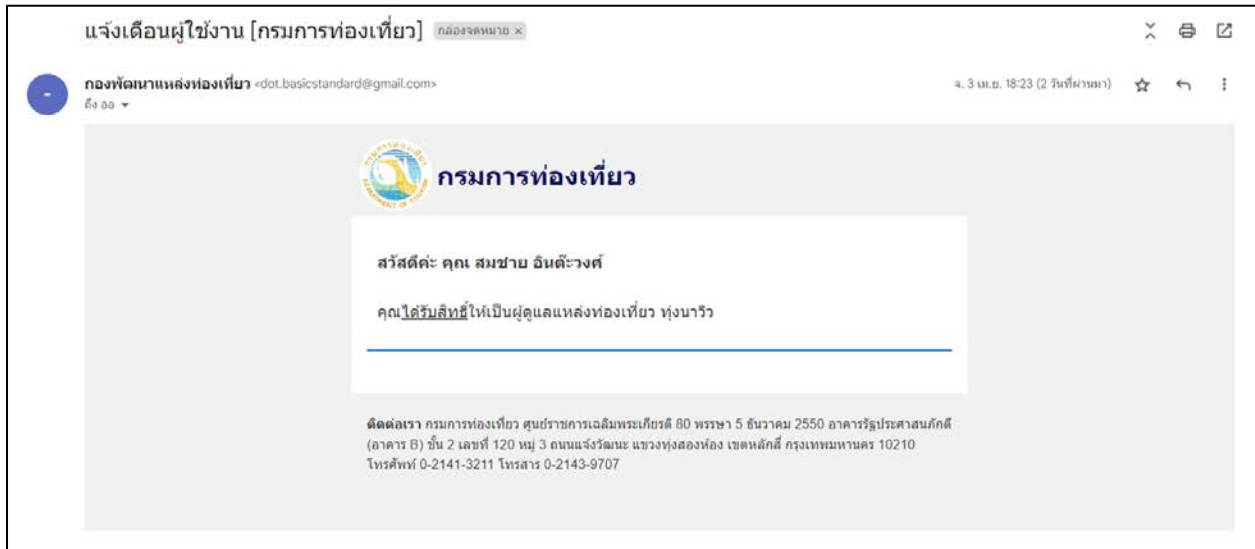 แจ้งเตือนผู้ใช้งาน [กรมการท่องเที่ยว] กล่องจดหมาย ×
กองพัฒนาแหล่งท่องเที่ยว <dot.basicstandard@gmail.com>
จ. 3 เม.ย. 18:23 (2 วันที่ผ่านมา)
ถึง ออ
กรมการท่องเที่ยว
DEPARTMENT OF TOURISM
สวัสดีค่ะ คุณ สมชาย อินต๊ะวงศ์
คุณได้รับสิทธิ์ให้เป็นผู้ดูแลแหล่งท่องเที่ยว ทุ่งนาวิว
ติดต่อเรา กรมการท่องเที่ยว ศูนย์ราชการเฉลิมพระเกียรติ 80 พรรษา 5 ธันวาคม 2550 อาคารรัฐประศาสนภักดี
(อาคาร B) ชั้น 2 เลขที่ 120 หมู่ 3 ถนนแจ้งวัฒนะ แขวงทุ่งสองห้อง เขตหลักสี่ กรุงเทพมหานคร 10210
โทรศัพท์ 0-2141-3211 โทรสาร 0-2143-9707